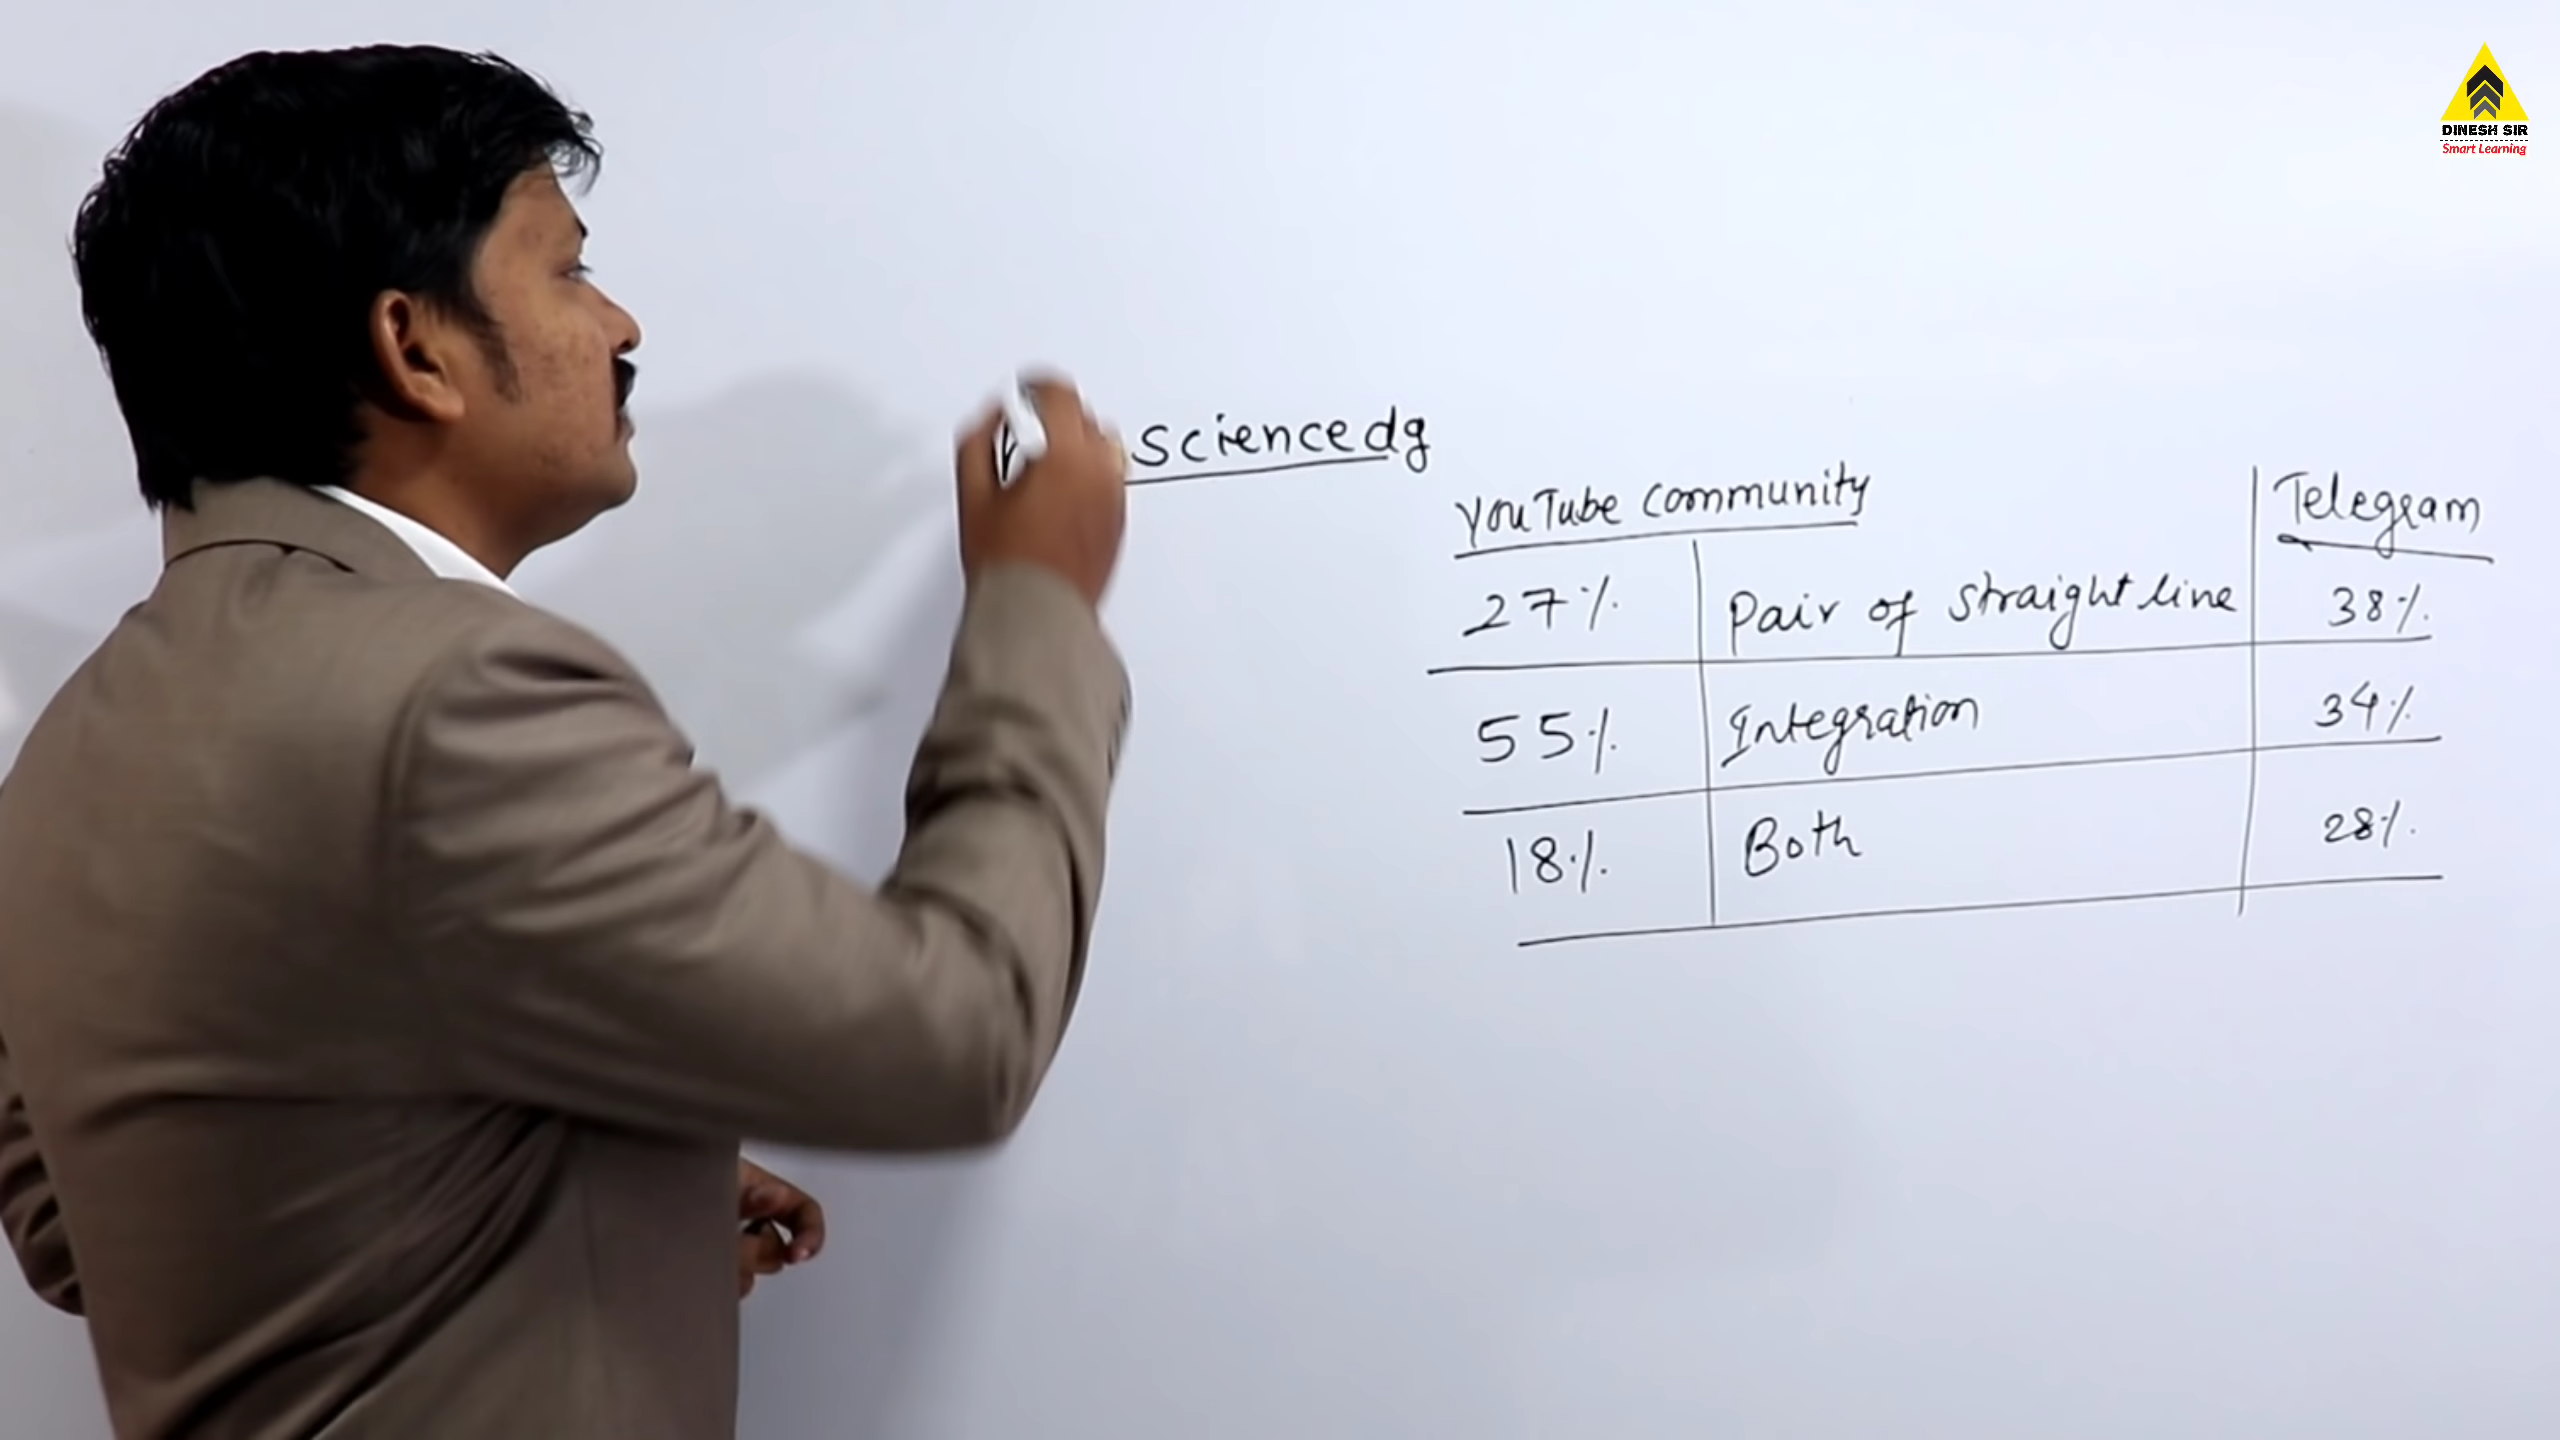 DINESH SIR
Smart Learning
sciencedg
YouTube community
Telegram
27% Pair of straight line 38%
55% Integration 34%
18% Both 28%